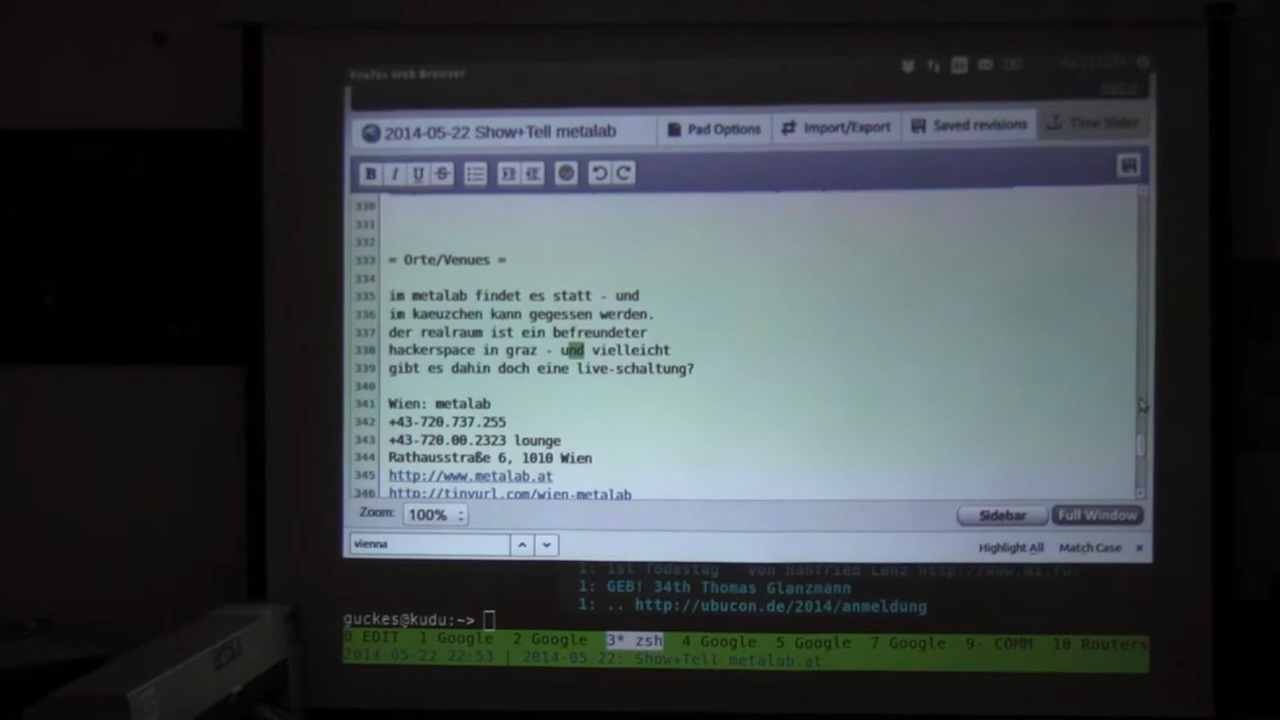 Firefox Web Browser
2014-05-22 Show+Tell metalab
Pad Options
Import/Export
Saved revisions
Time Slider
B I U S
330
331
332
333 = Orte/Venues =
334
335 im metalab findet es statt - und
336 im kaeuzchen kann gegessen werden.
337 der realraum ist ein befreundeter
338 hackerspace in graz - und vielleicht
339 gibt es dahin doch eine live-schaltung?
340
341 Wien: metalab
342 +43-720.737.255
343 +43-720.00.2323 lounge
344 Rathausstraße 6, 1010 Wien
345 http://www.metalab.at
346 http://tinyurl.com/wien-metalab
Zoom: 100%
Sidebar
Full Window
vienna
Highlight All
Match Case
1: 1st Todestag von Hanfried Lenz
1: GEB! 34th Thomas Glanzmann
1: .. http://ubucon.de/2014/anmeldung
guckes@kudu:~>
0 EDIT 1 Google 2 Google 3* zsh 4 Google 5 Google 7 Google 9- COMM 10 Routers
2014-05-22 22:53 | 2014-05-22: Show+Tell metalab.at